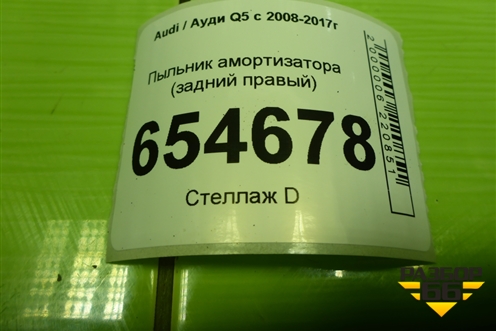 Audi / Ауди Q5 с 2008-2017г
Пыльник амортизатора
(задний правый)
654678
Стеллаж D
2000006220851
РАЗБОР
66